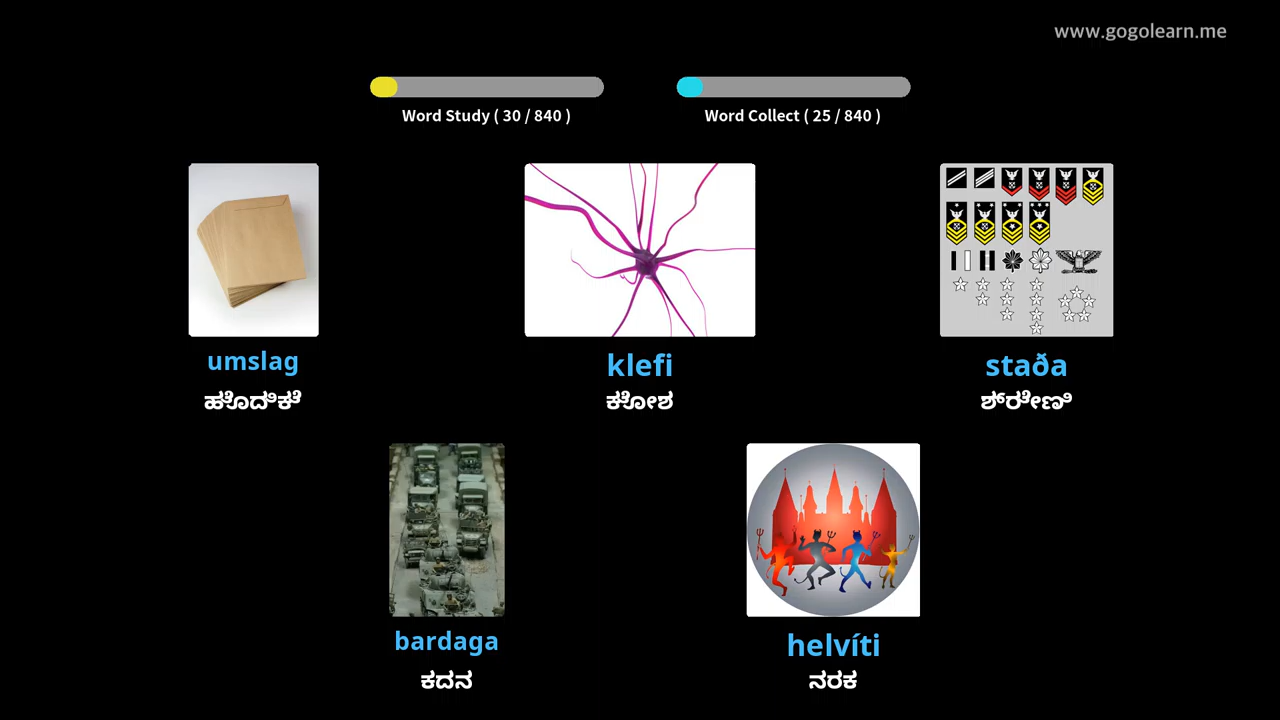 www.gogolearn.me
Word Study ( 30 / 840 )
Word Collect ( 25 / 840 )
umslag
klefi
staða
ಹೊದಿಕೆ
ಕೋಶ
ಶ್ರೇಣಿ
bardaga
helvíti
ಕದನ
ನರಕ